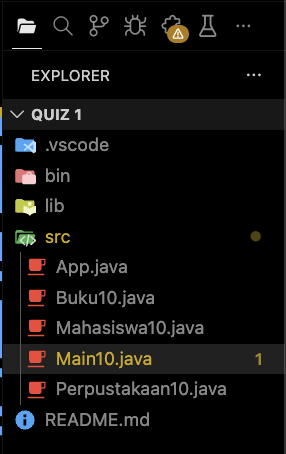 EXPLORER
QUIZ 1
.vscode
bin
lib
src
App.java
Buku10.java
Mahasiswa10.java
Main10.java 1
Perpustakaan10.java
README.md